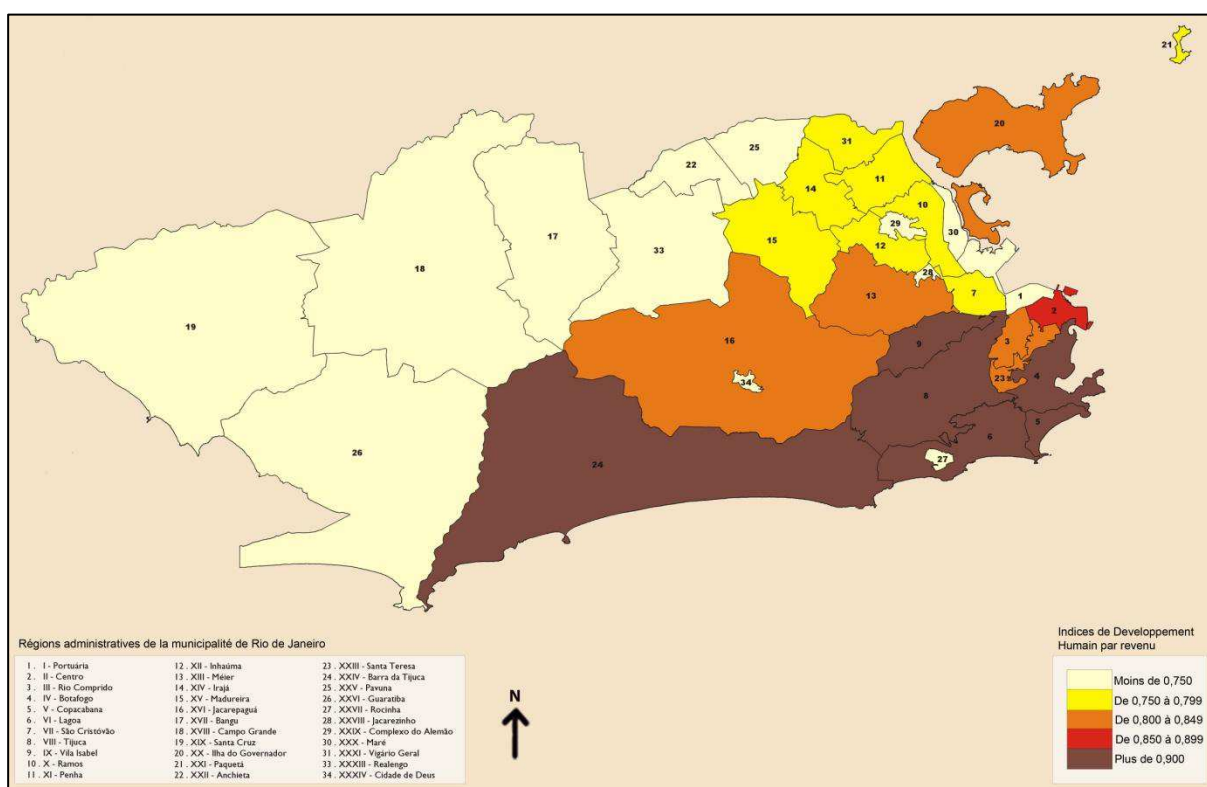 21
20
31
25
22
11
14
10
17
29
30
15
12
33
18
28
7
13
1
2
19
16
9
3
23
34
4
8
5
6
26
24
27
Régions administratives de la municipalité de Rio de Janeiro
1 . I - Portuária
2 . II - Centro
3 . III - Rio Comprido
4 . IV - Botafogo
5 . V - Copacabana
6 . VI - Lagoa
7 . VII - São Cristóvão
8 . VIII - Tijuca
9 . IX - Vila Isabel
10 . X - Ramos
11 . XI - Penha
12 . XII - Inhaúma
13 . XIII - Méier
14 . XIV - Irajá
15 . XV - Madureira
16 . XVI - Jacarepaguá
17 . XVII - Bangu
18 . XVIII - Campo Grande
19 . XIX - Santa Cruz
20 . XX - Ilha do Governador
21 . XXI - Paquetá
22 . XXII - Anchieta
23 . XXIII - Santa Teresa
24 . XXIV - Barra da Tijuca
25 . XXV - Pavuna
26 . XXVI - Guaratiba
27 . XXVII - Rocinha
28 . XXVIII - Jacarezinho
29 . XXIX - Complexo do Alemão
30 . XXX - Maré
31 . XXXI - Vigário Geral
33 . XXXIII - Realengo
34 . XXXIV - Cidade de Deus
N
Indices de Developpement
Humain par revenu
Moins de 0,750
De 0,750 à 0,799
De 0,800 à 0,849
De 0,850 à 0,899
Plus de 0,900